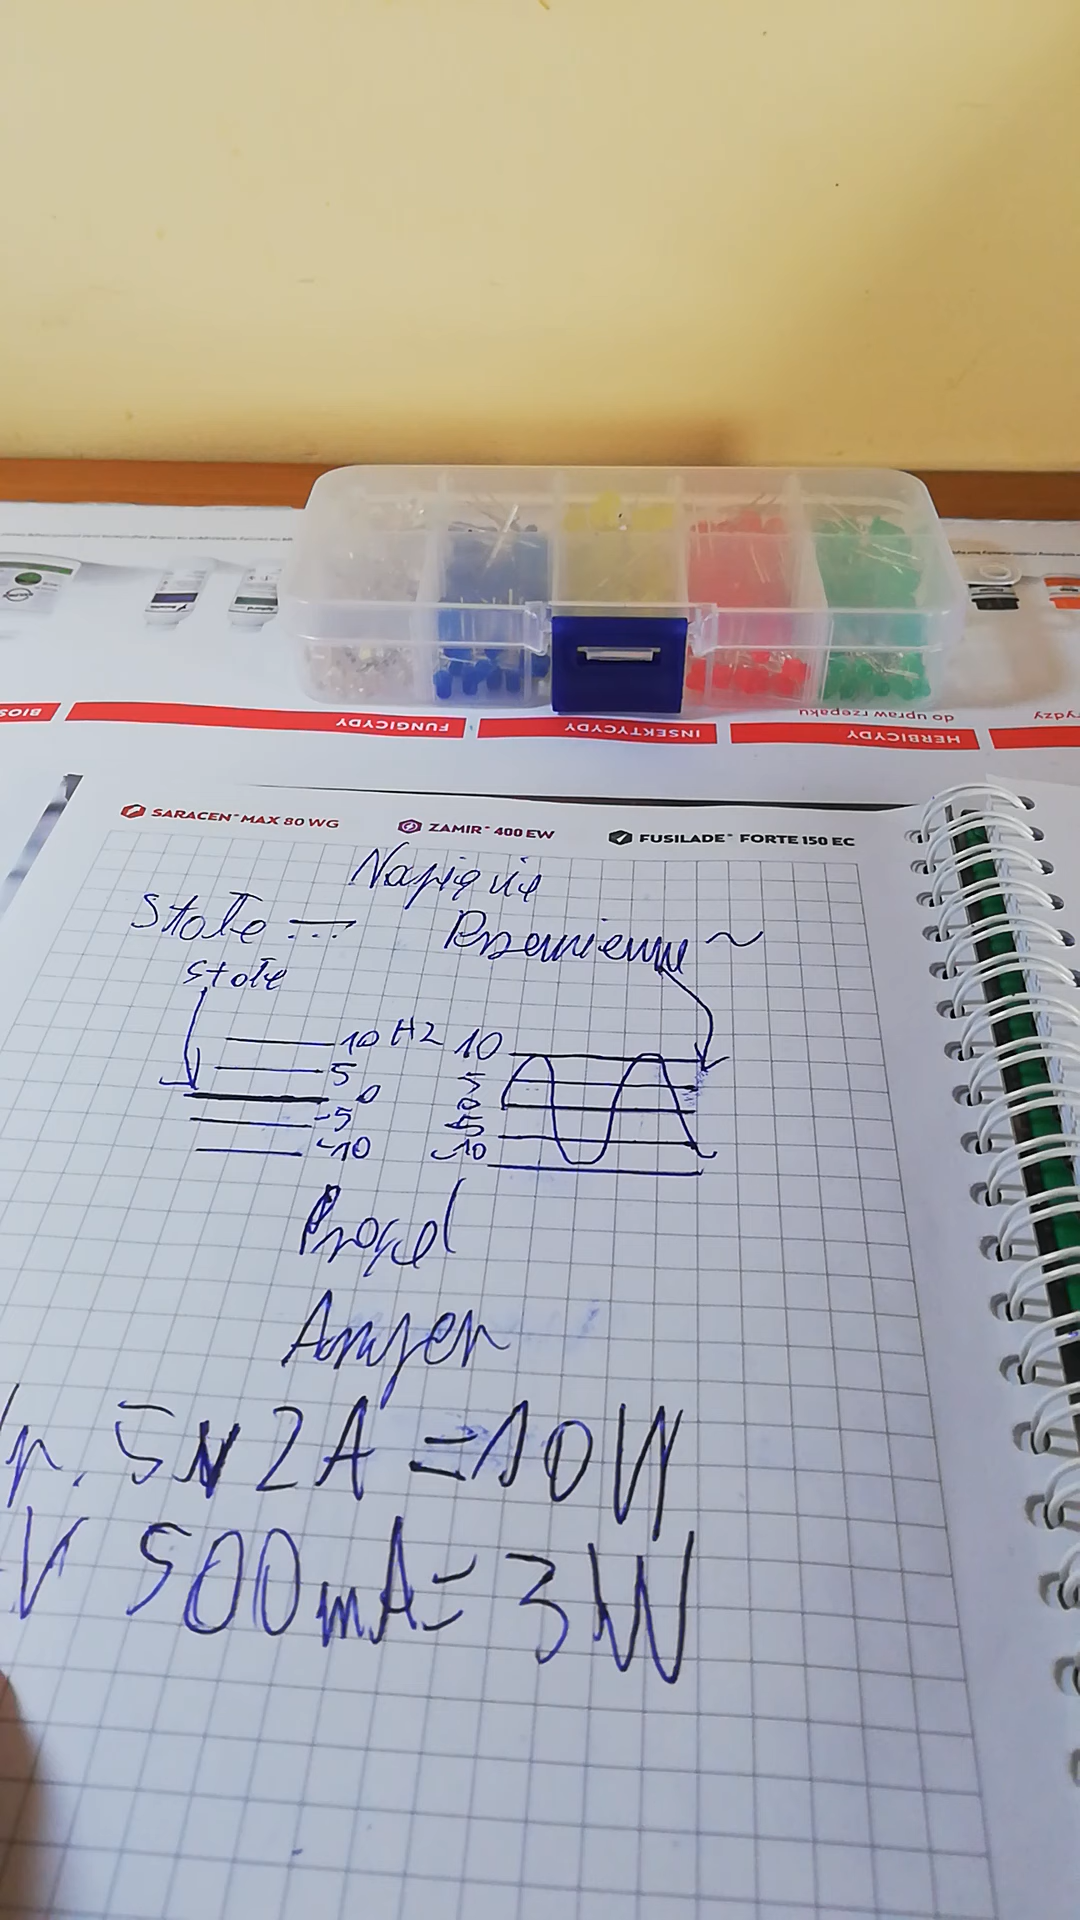 BIOS
FUNGICYDY
INSEKTYCYDY
HERBICYDY
do upraw rzepaku
SARACEN MAX 80 WG
ZAMIR 400 EW
FUSILADE FORTE 150 EC
Napięcie
Stałe Przemienne ~
stałe
10 Hz 10
5 5
0 0
-5 -5
-10 -10
Prąd
Amper
Np. 5V 2A = 10W
V 500mA = 3W